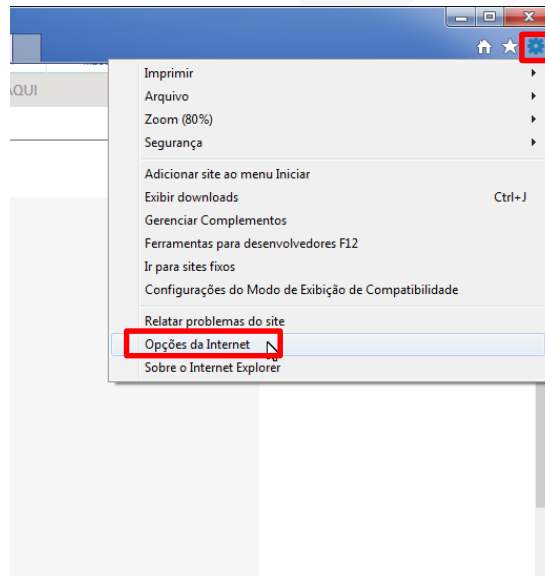 AQUI
Imprimir
Arquivo
Zoom (80%)
Segurança
Adicionar site ao menu Iniciar
Exibir downloads Ctrl+J
Gerenciar Complementos
Ferramentas para desenvolvedores F12
Ir para sites fixos
Configurações do Modo de Exibição de Compatibilidade
Relatar problemas do site
Opções da Internet
Sobre o Internet Explorer